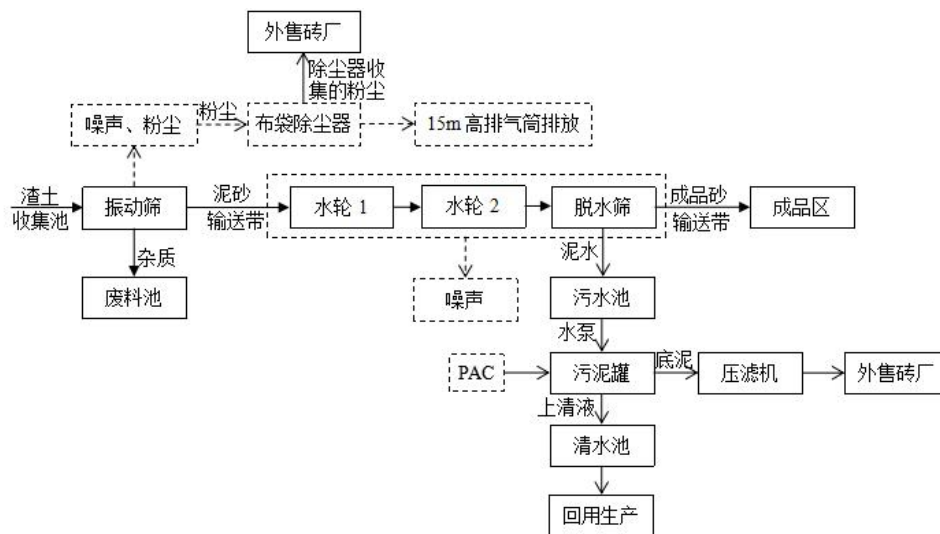 外售砖厂
除尘器收
集的粉尘
噪声、粉尘
粉尘
布袋除尘器
15m 高排气筒排放
渣土
收集池
振动筛
泥砂
输送带
水轮 1
水轮 2
脱水筛
成品砂
输送带
成品区
杂质
泥水
废料池
噪声
污水池
水泵
PAC
污泥罐
底泥
压滤机
外售砖厂
上清液
清水池
回用生产